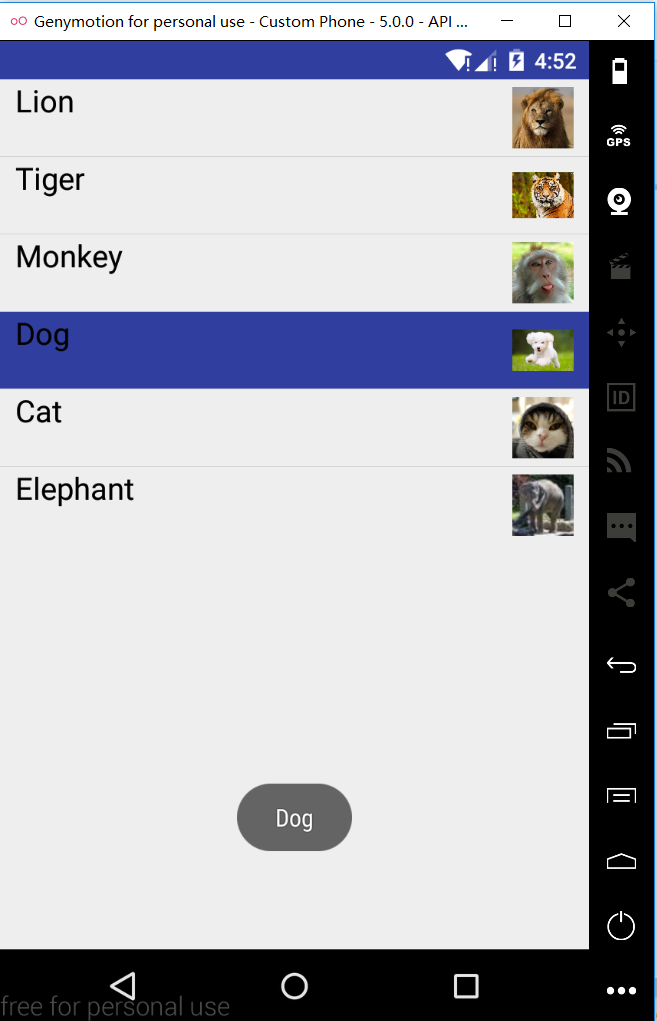 Genymotion for personal use - Custom Phone - 5.0.0 - API ...
4:52
Lion
GPS
Tiger
Monkey
Dog
ID
Cat
Elephant
Dog
free for personal use